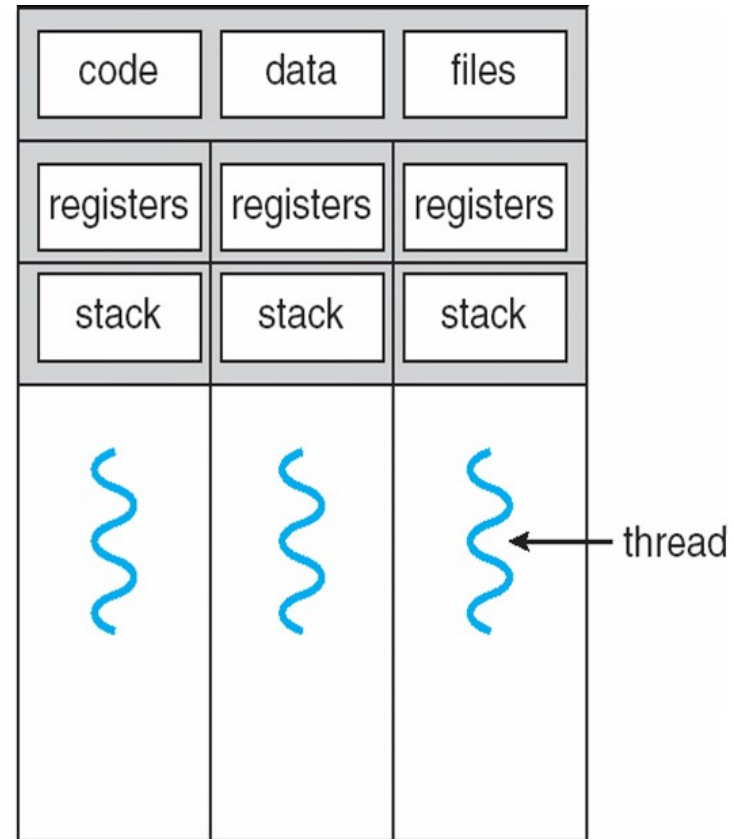 code data files
registers registers registers
stack stack stack
thread